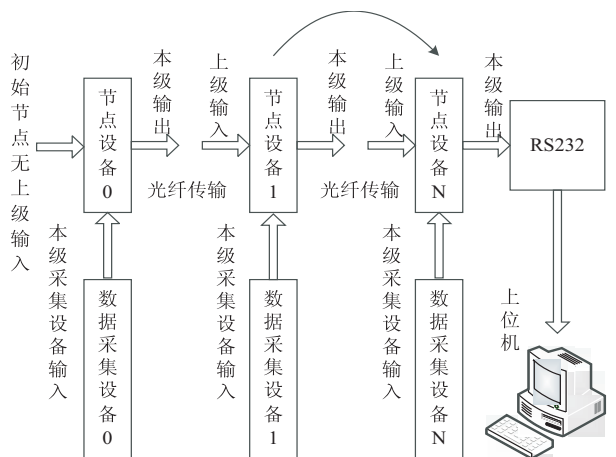 初始节点无上级输入
节点设备0
本级输出
上级输入
节点设备1
本级输出
上级输入
节点设备N
本级输出
RS232
光纤传输
光纤传输
本级采集设备输入
数据采集设备0
本级采集设备输入
数据采集设备1
本级采集设备输入
数据采集设备N
上位机